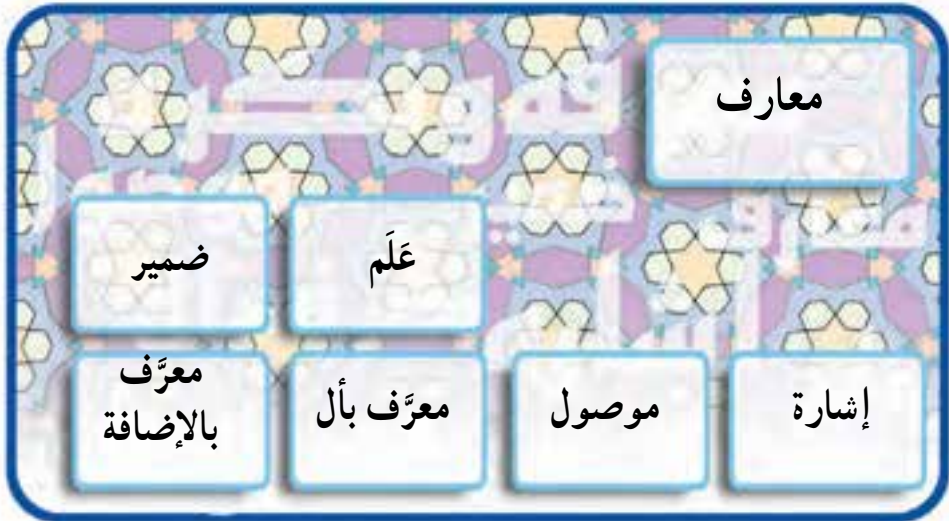 معارف
عَلَم
ضمير
إشارة
موصول
معرَّف بأل
معرَّف
بالإضافة